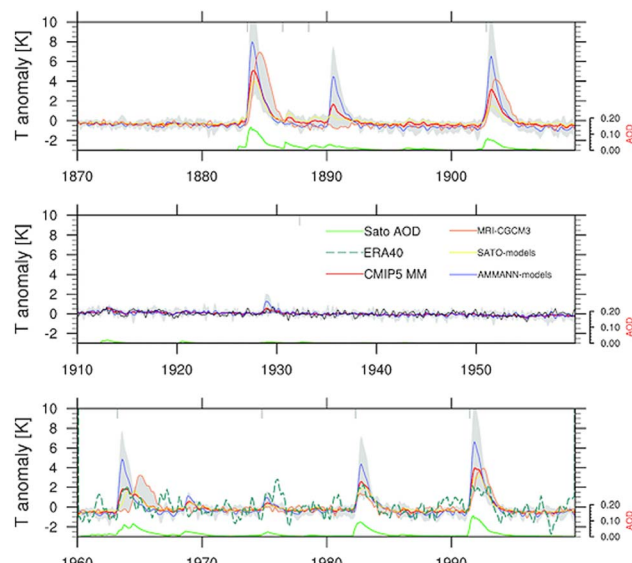 T anomaly [K]
10
8
6
4
2
0
-2
0.20
0.10
0.00
AOD
1870 1880 1890 1900
T anomaly [K]
10
8
6
4
2
0
-2
Sato AOD
ERA40
CMIP5 MM
MRI-CGCM3
SATO-models
AMMANN-models
0.20
0.10
0.00
AOD
1910 1920 1930 1940 1950
T anomaly [K]
10
8
6
4
2
0
-2
0.20
0.10
0.00
AOD
1960 1970 1980 1990